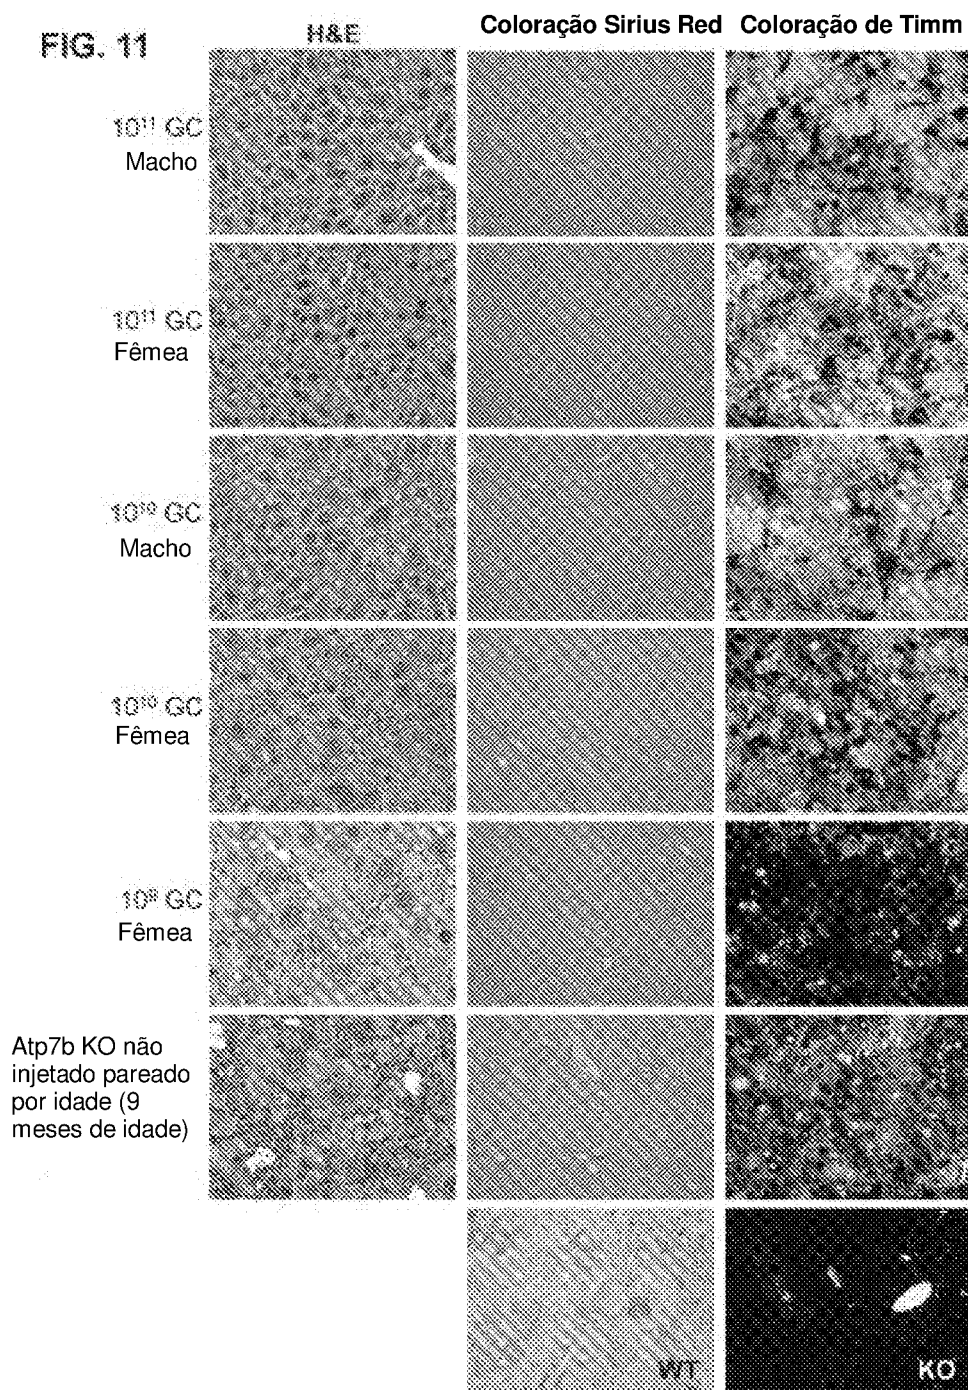 FIG. 11
H&E
Coloração Sirius Red
Coloração de Timm
10¹¹ GC
Macho
10¹¹ GC
Fêmea
10¹⁰ GC
Macho
10¹⁰ GC
Fêmea
10⁹ GC
Fêmea
Atp7b KO não
injetado pareado
por idade (9
meses de idade)
WT
KO